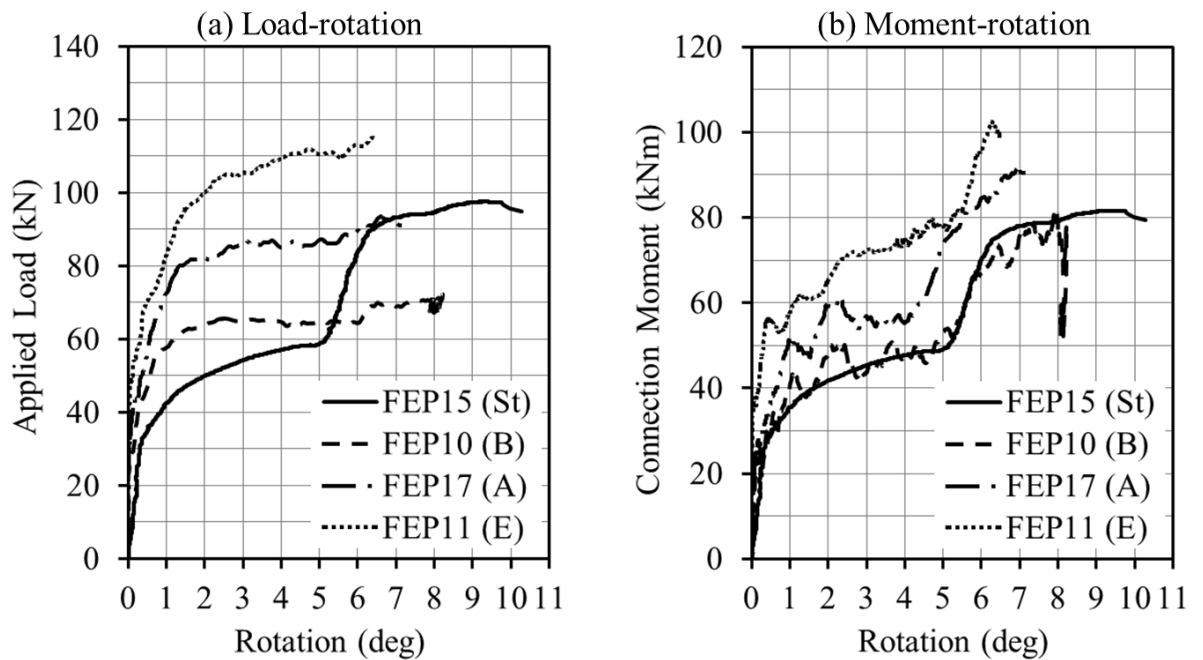 (a) Load-rotation
140
120
100
80
60
40
20
0
Applied Load (kN)
FEP15 (St)
FEP10 (B)
FEP17 (A)
FEP11 (E)
0 1 2 3 4 5 6 7 8 9 10 11
Rotation (deg)
(b) Moment-rotation
120
100
80
60
40
20
0
Connection Moment (kNm)
FEP15 (St)
FEP10 (B)
FEP17 (A)
FEP11 (E)
0 1 2 3 4 5 6 7 8 9 10 11
Rotation (deg)